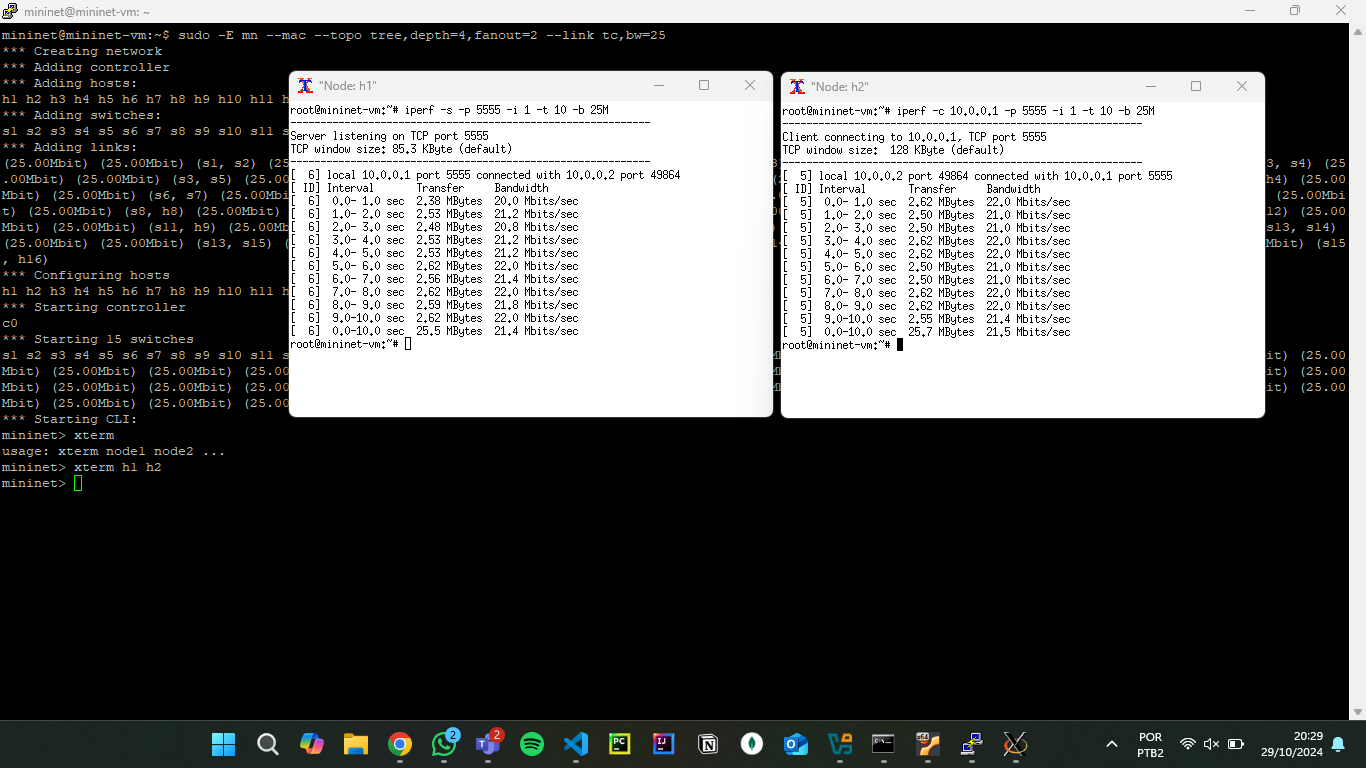 mininet@mininet-vm: ~
mininet@mininet-vm:~$ sudo -E mn --mac --topo tree,depth=4,fanout=2 --link tc,bw=25
*** Creating network
*** Adding controller
*** Adding hosts:
h1 h2 h3 h4 h5 h6 h7 h8 h9 h10 h11 h
*** Adding switches:
s1 s2 s3 s4 s5 s6 s7 s8 s9 s10 s11 s
*** Adding links:
(25.00Mbit) (25.00Mbit) (s1, s2) (25
3, s4) (25
.00Mbit) (25.00Mbit) (s3, s5) (25.00
h4) (25.00
Mbit) (25.00Mbit) (s6, s7) (25.00Mbi
t) (25.00Mbit) (s8, h8) (25.00Mbit)
l2) (25.00
Mbit) (25.00Mbit) (s11, h9) (25.00Mb
s13, s14)
(25.00Mbit) (25.00Mbit) (s13, s15) (
Mbit) (s15
, h16)
*** Configuring hosts
h1 h2 h3 h4 h5 h6 h7 h8 h9 h10 h11 h
*** Starting controller
c0
*** Starting 15 switches
s1 s2 s3 s4 s5 s6 s7 s8 s9 s10 s11 s
it) (25.00
Mbit) (25.00Mbit) (25.00Mbit) (25.00
it) (25.00
Mbit) (25.00Mbit) (25.00Mbit) (25.00
it) (25.00
Mbit) (25.00Mbit) (25.00Mbit) (25.00
*** Starting CLI:
mininet> xterm
usage: xterm node1 node2 ...
mininet> xterm h1 h2
mininet>
"Node: h1"
root@mininet-vm:~# iperf -s -p 5555 -i 1 -t 10 -b 25M
------------------------------------------------------------
Server listening on TCP port 5555
TCP window size: 85.3 KByte (default)
------------------------------------------------------------
[  6] local 10.0.0.1 port 5555 connected with 10.0.0.2 port 49864
[ ID] Interval       Transfer     Bandwidth
[  6]  0.0- 1.0 sec  2.38 MBytes  20.0 Mbits/sec
[  6]  1.0- 2.0 sec  2.53 MBytes  21.2 Mbits/sec
[  6]  2.0- 3.0 sec  2.48 MBytes  20.8 Mbits/sec
[  6]  3.0- 4.0 sec  2.53 MBytes  21.2 Mbits/sec
[  6]  4.0- 5.0 sec  2.53 MBytes  21.2 Mbits/sec
[  6]  5.0- 6.0 sec  2.62 MBytes  22.0 Mbits/sec
[  6]  6.0- 7.0 sec  2.56 MBytes  21.4 Mbits/sec
[  6]  7.0- 8.0 sec  2.62 MBytes  22.0 Mbits/sec
[  6]  8.0- 9.0 sec  2.59 MBytes  21.8 Mbits/sec
[  6]  9.0-10.0 sec  2.62 MBytes  22.0 Mbits/sec
[  6]  0.0-10.0 sec  25.5 MBytes  21.4 Mbits/sec
root@mininet-vm:~#
"Node: h2"
root@mininet-vm:~# iperf -c 10.0.0.1 -p 5555 -i 1 -t 10 -b 25M
------------------------------------------------------------
Client connecting to 10.0.0.1, TCP port 5555
TCP window size:  128 KByte (default)
------------------------------------------------------------
[  5] local 10.0.0.2 port 49864 connected with 10.0.0.1 port 5555
[ ID] Interval       Transfer     Bandwidth
[  5]  0.0- 1.0 sec  2.62 MBytes  22.0 Mbits/sec
[  5]  1.0- 2.0 sec  2.50 MBytes  21.0 Mbits/sec
[  5]  2.0- 3.0 sec  2.50 MBytes  21.0 Mbits/sec
[  5]  3.0- 4.0 sec  2.62 MBytes  22.0 Mbits/sec
[  5]  4.0- 5.0 sec  2.62 MBytes  22.0 Mbits/sec
[  5]  5.0- 6.0 sec  2.50 MBytes  21.0 Mbits/sec
[  5]  6.0- 7.0 sec  2.50 MBytes  21.0 Mbits/sec
[  5]  7.0- 8.0 sec  2.62 MBytes  22.0 Mbits/sec
[  5]  8.0- 9.0 sec  2.62 MBytes  22.0 Mbits/sec
[  5]  9.0-10.0 sec  2.55 MBytes  21.4 Mbits/sec
[  5]  0.0-10.0 sec  25.7 MBytes  21.5 Mbits/sec
root@mininet-vm:~#
2
2
PC
IJ
POR
PTB2
20:29
29/10/2024